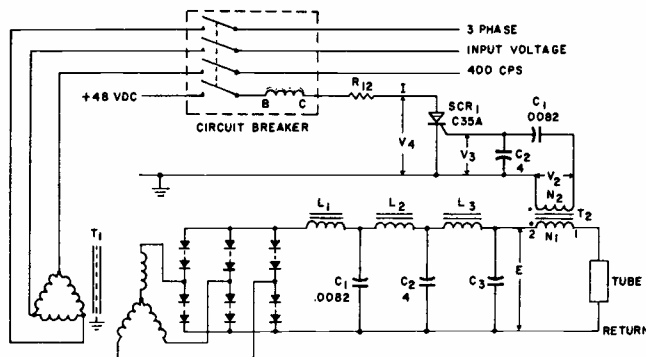 3 PHASE
INPUT VOLTAGE
400 CPS
+48 VDC
B C
CIRCUIT BREAKER
R12
I
V4
SCR1
C35A
V3
C1
.0082
C2
4
V2
N2
T2
N1
2 1
T1
L1
L2
L3
C1
.0082
C2
4
C3
E
TUBE
RETURN